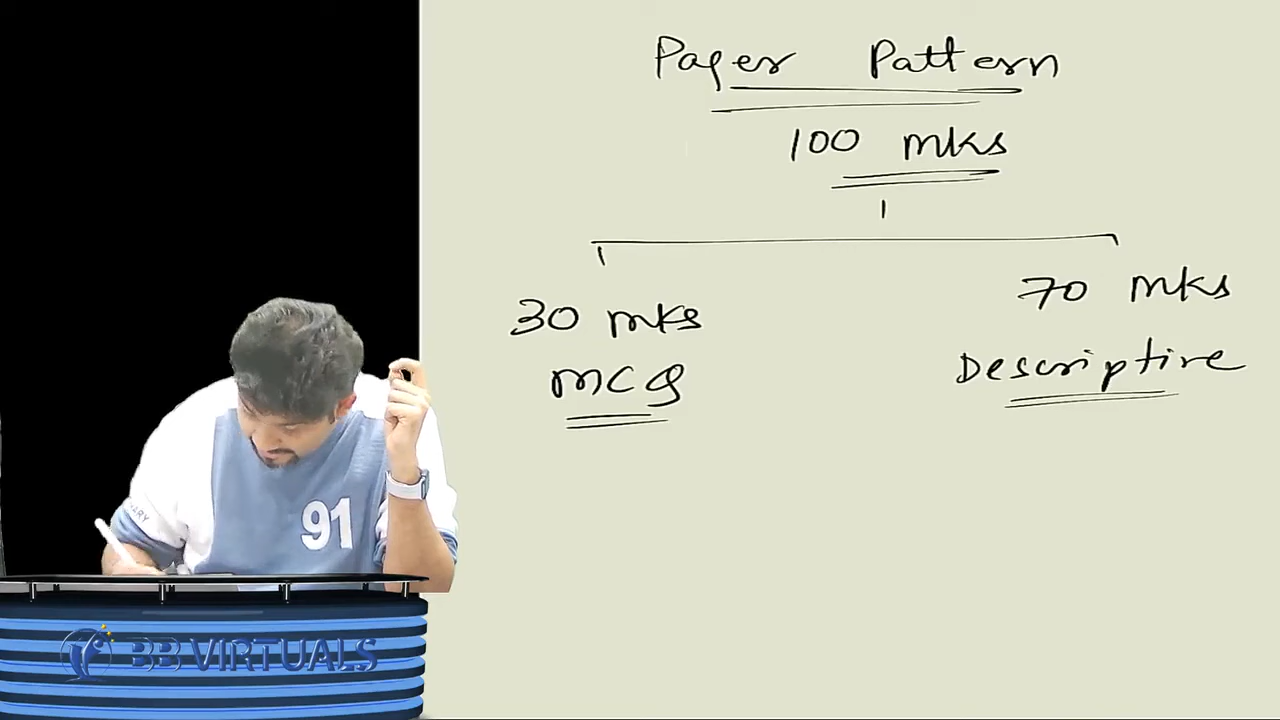 Paper Pattern
100 mks
30 mks
MCQ
70 mks
Descriptive
91
BB VIRTUALS